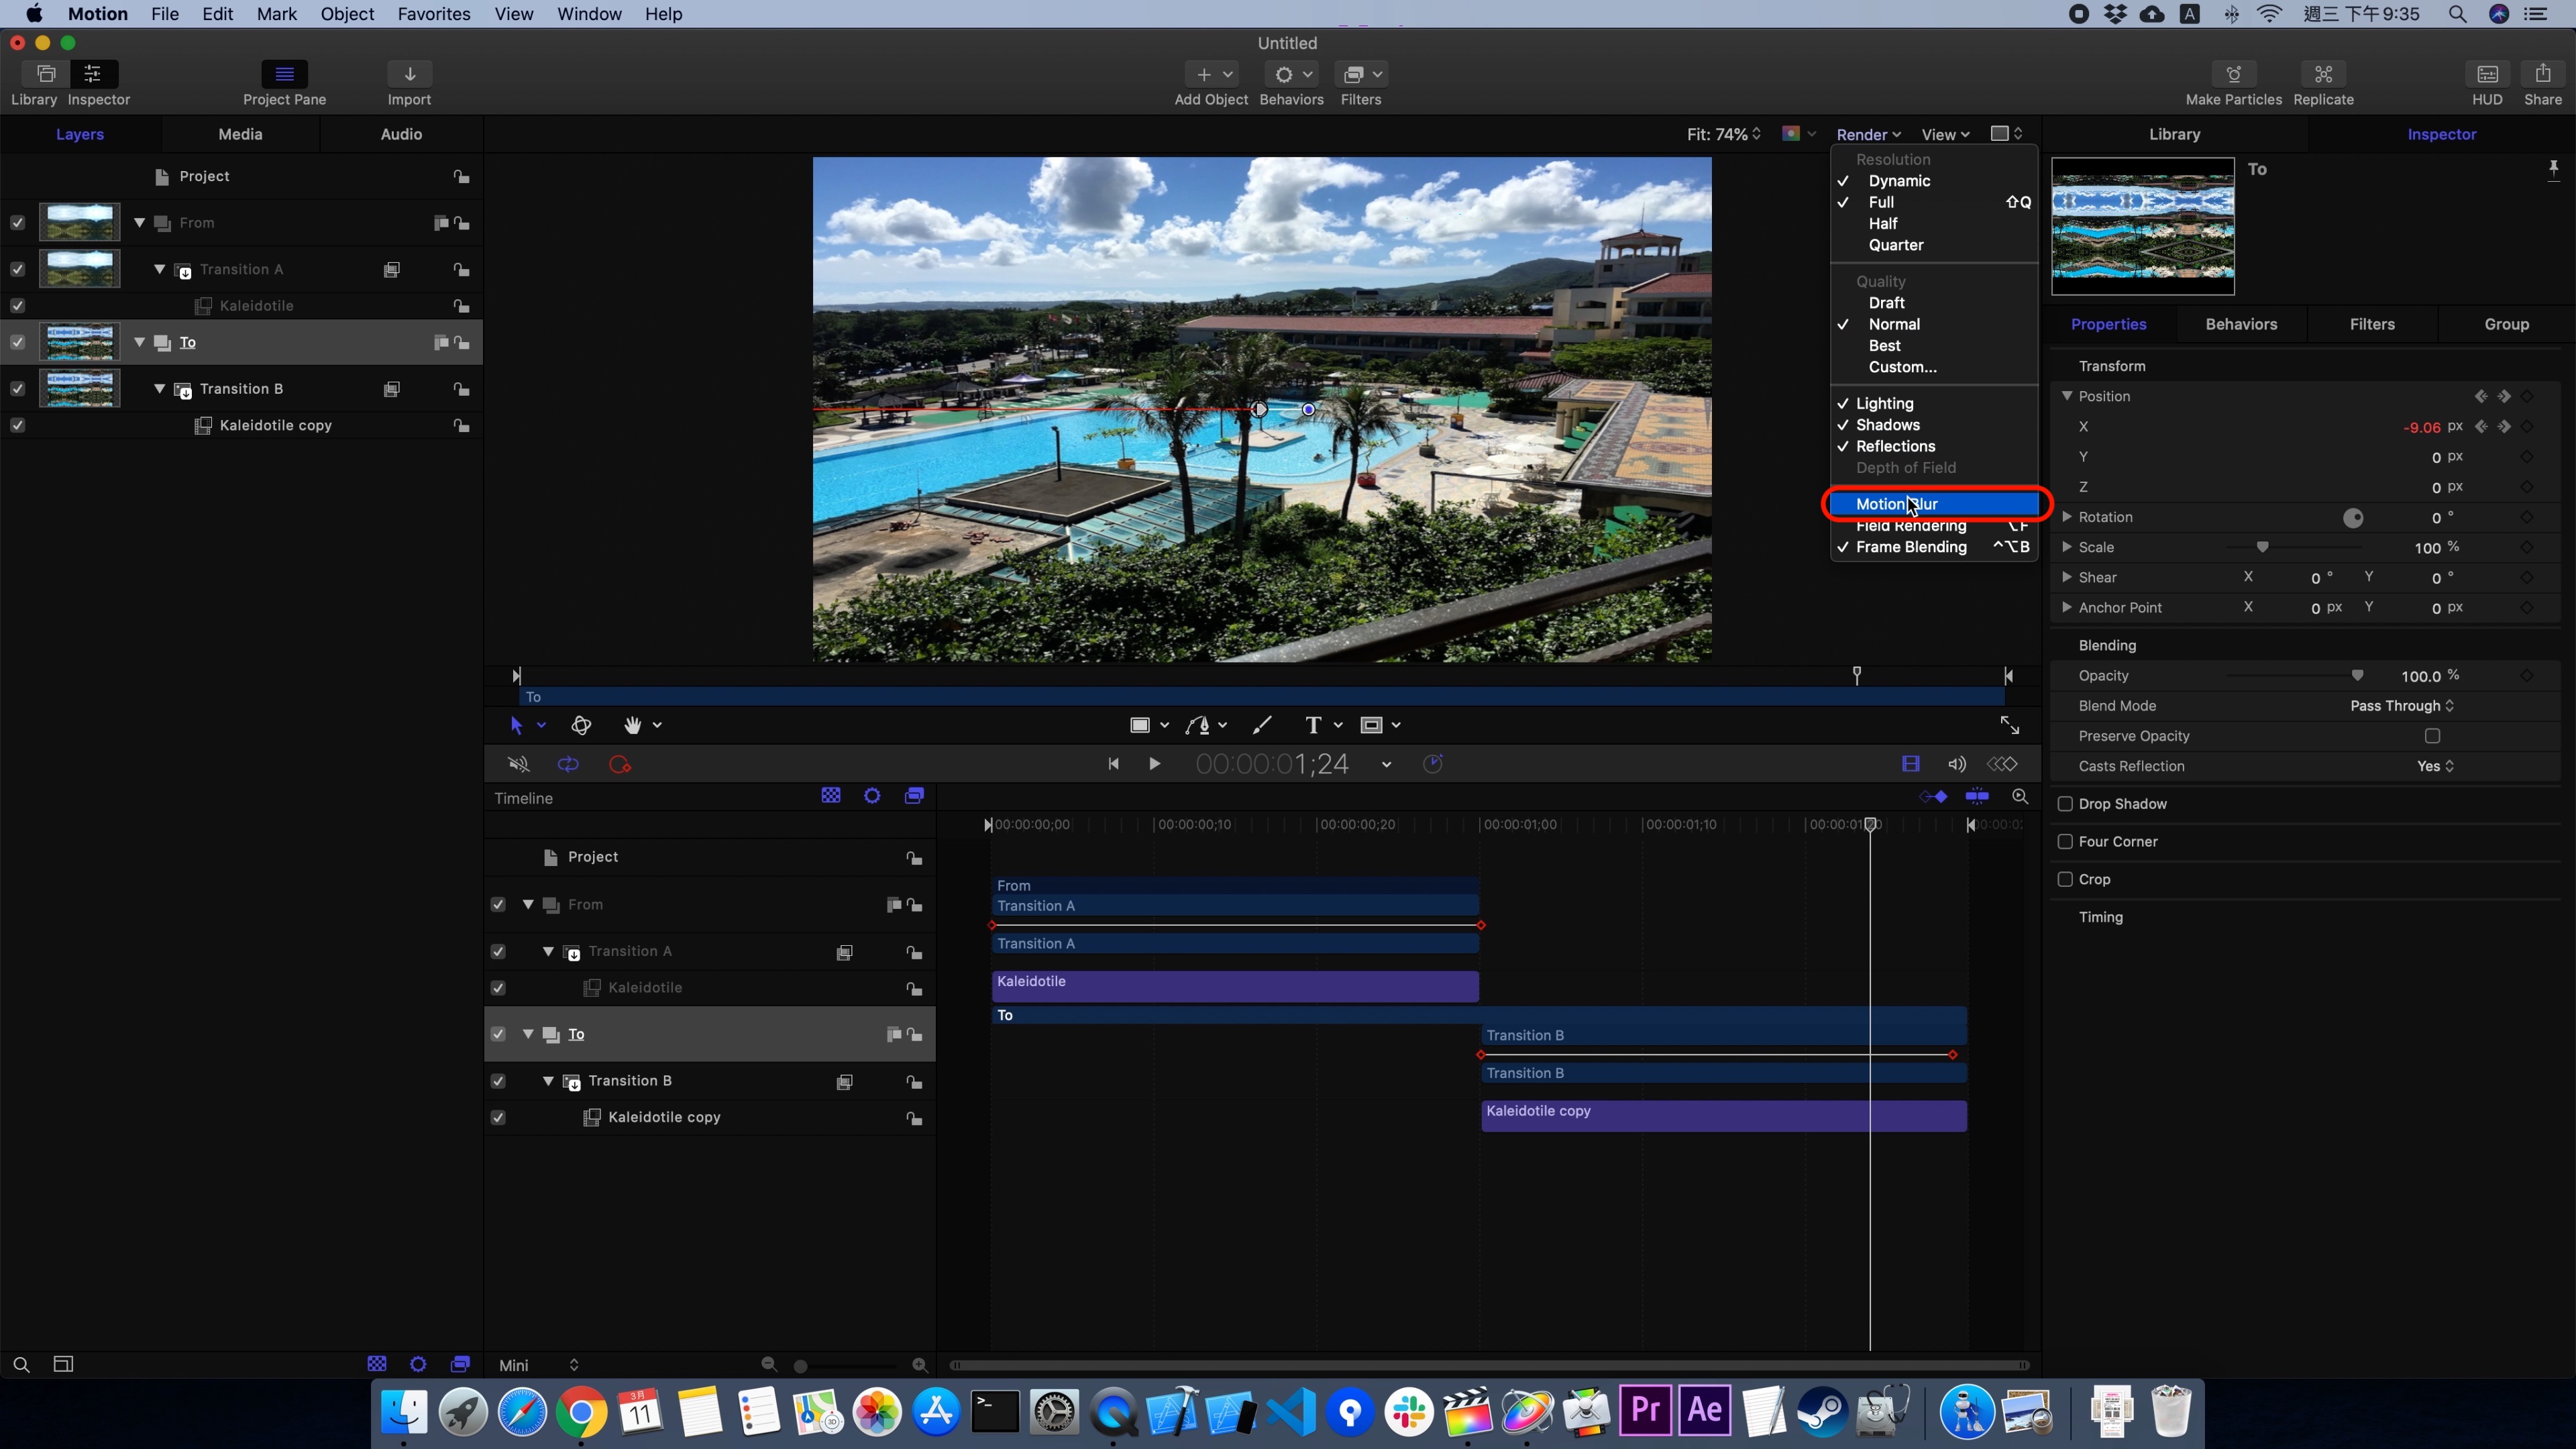 Motion File Edit Mark Object Favorites View Window Help
A 週三 下午9:35
Untitled
Library Inspector Project Pane Import Add Object Behaviors Filters Make Particles Replicate HUD Share
Layers Media Audio
Fit: 74% Render View
Library Inspector
Project
From
Transition A
Kaleidotile
To
Transition B
Kaleidotile copy
Resolution
Dynamic
Full ⇧Q
Half
Quarter
Quality
Draft
Normal
Best
Custom...
Lighting
Shadows
Reflections
Depth of Field
Motion Blur
Field Rendering ⌥F
Frame Blending ^⌥B
To
Properties Behaviors Filters Group
Transform
Position
X -9.06 px
Y 0 px
Z 0 px
Rotation 0 °
Scale 100 %
Shear X 0 ° Y 0 °
Anchor Point X 0 px Y 0 px
Blending
Opacity 100.0 %
Blend Mode Pass Through
Preserve Opacity
Casts Reflection Yes
Drop Shadow
Four Corner
Crop
Timing
To
T
00:00:01;24
Timeline
00:00:00;00 00:00:00;10 00:00:00;20 00:00:01;00 00:00:01;10
Project
From
Transition A
Kaleidotile
To
Transition B
Kaleidotile copy
From
Transition A
Transition A
Kaleidotile
To
Transition B
Transition B
Kaleidotile copy
Mini
3月
11
3D
>_
Pr
Ae